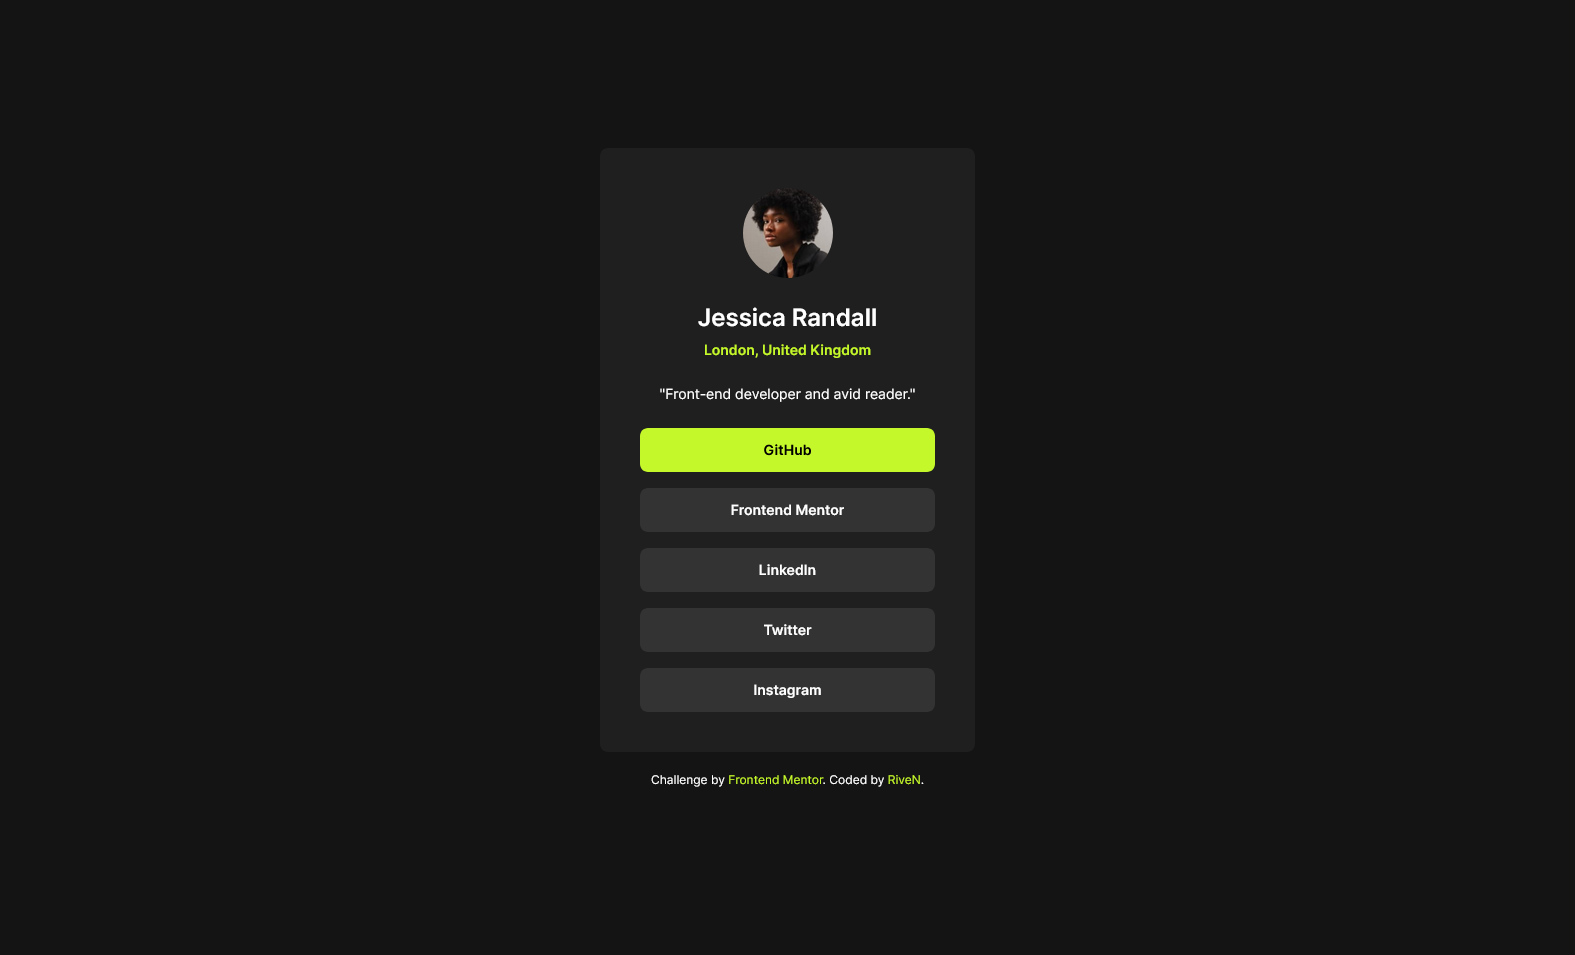 Jessica Randall
London, United Kingdom
"Front-end developer and avid reader."
GitHub
Frontend Mentor
LinkedIn
Twitter
Instagram
Challenge by Frontend Mentor. Coded by RiveN.